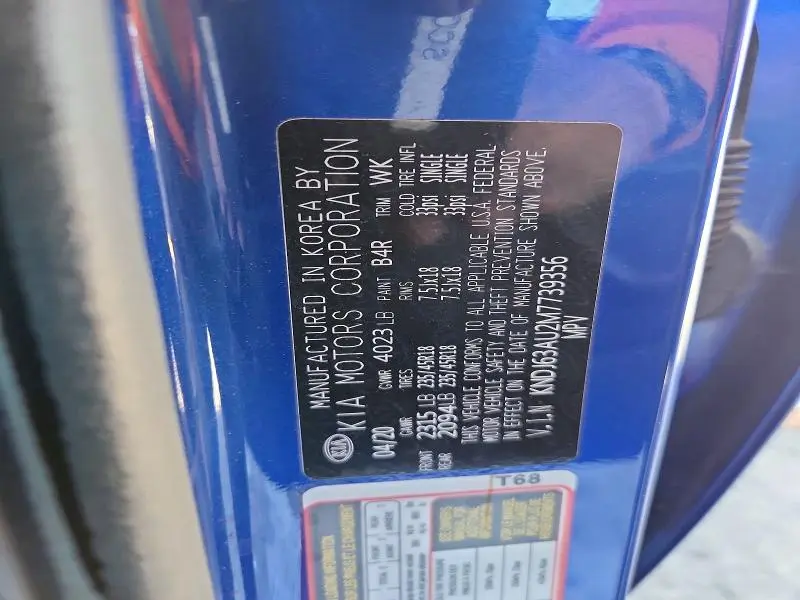 MANUFACTURED IN KOREA BY
KIA KIA MOTORS CORPORATION
04/20 GVWR 4023 LB PAINT B4R TRIM WK
GAWR TIRES RIMS COLD TIRE INFL
FRONT 2315 LB 235/45R18 7.5Jx18 33psi SINGLE
REAR 2094LB 235/45R18 7.5Jx18 33psi SINGLE
THIS VEHICLE CONFORMS TO ALL APPLICABLE U.S.A. FEDERAL
MOTOR VEHICLE SAFETY AND THEFT PREVENTION STANDARDS
IN EFFECT ON THE DATE OF MANUFACTURE SHOWN ABOVE.
V.I.N KNDJ63AU2M7739356
MPV
T68